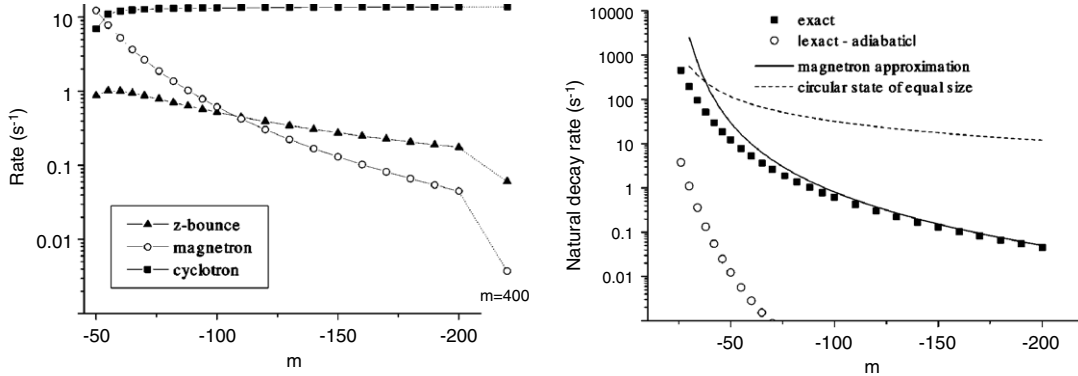 10
1
0.1
0.01
Rate (s⁻¹)
z-bounce
magnetron
cyclotron
m=400
-50
-100
-150
-200
m
10000
1000
100
10
1
0.1
0.01
Natural decay rate (s⁻¹)
exact
|exact - adiabatic|
magnetron approximation
circular state of equal size
-50
-100
-150
-200
m